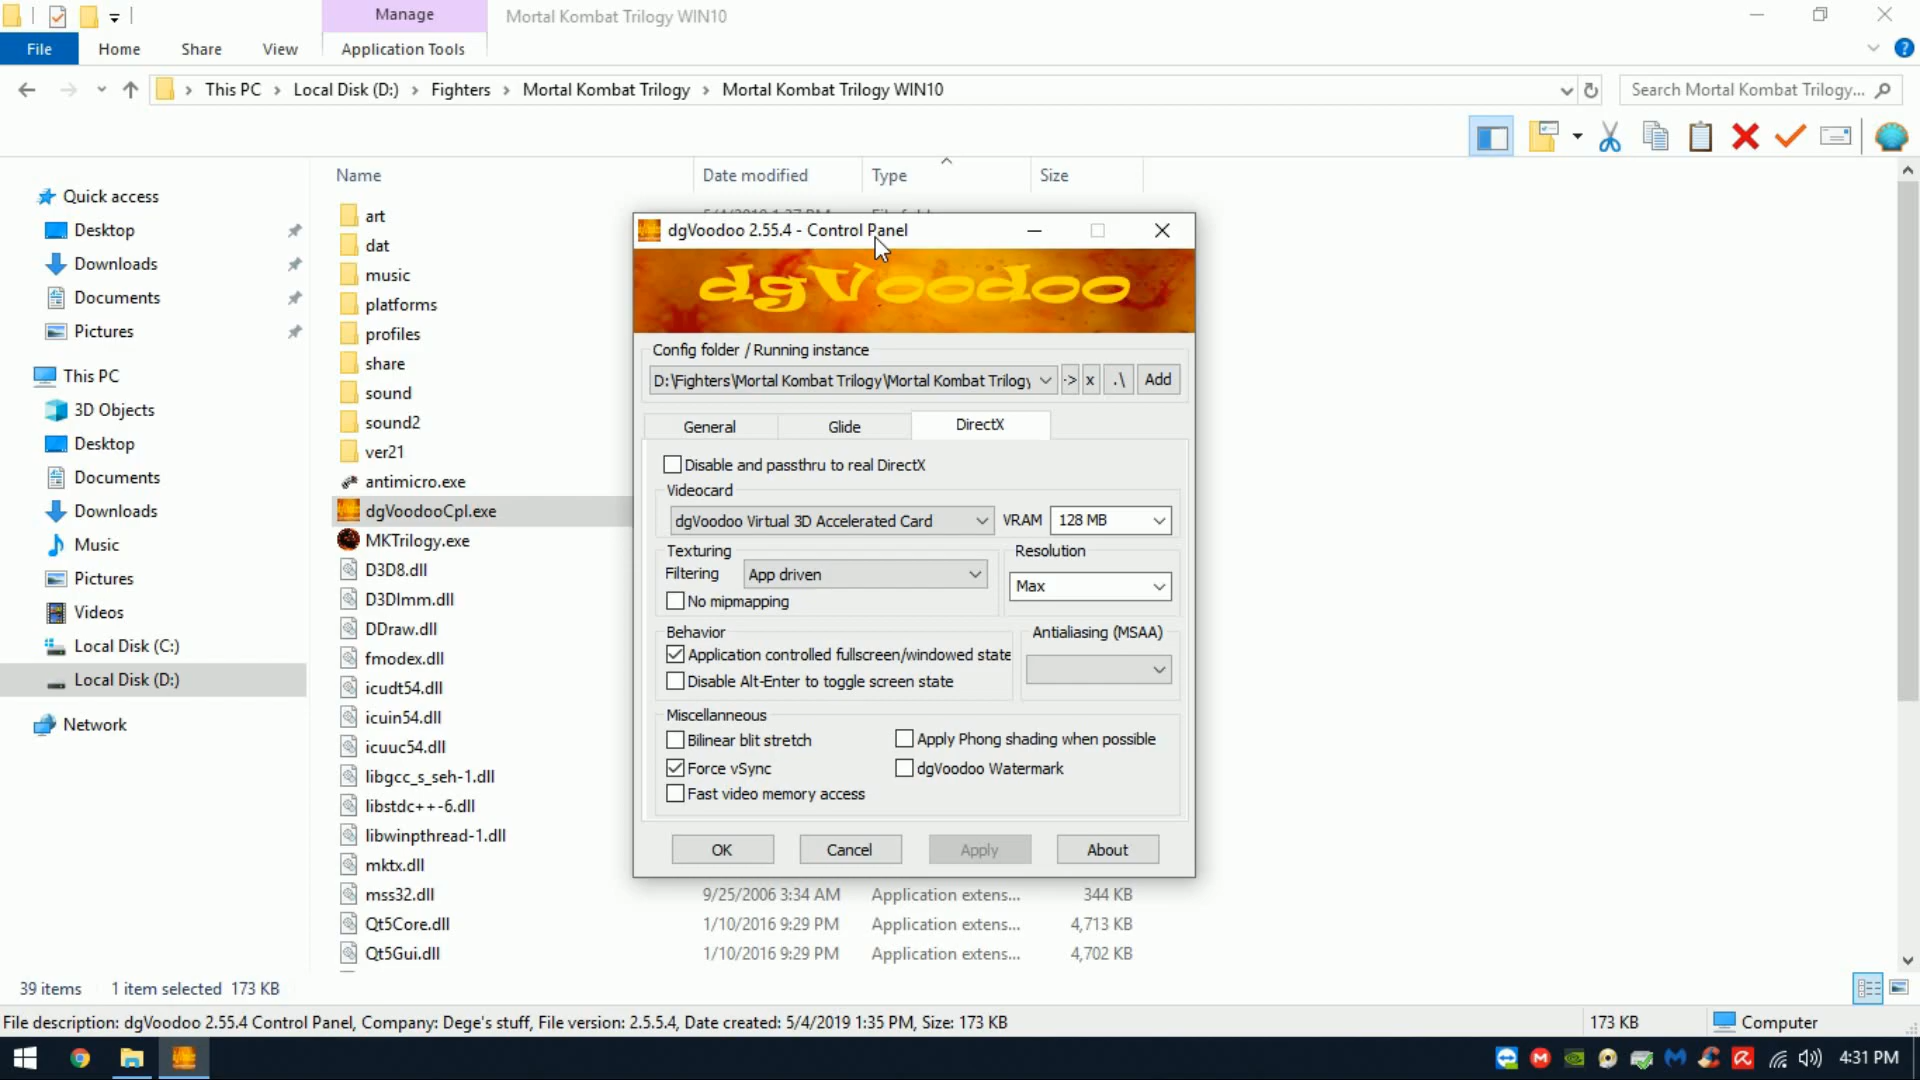 Manage
Mortal Kombat Trilogy WIN10
File
Home
Share
View
Application Tools
This PC
Local Disk (D:)
Fighters
Mortal Kombat Trilogy
Mortal Kombat Trilogy WIN10
Search Mortal Kombat Trilogy...
Name
Date modified
Type
Size
Quick access
Desktop
Downloads
Documents
Pictures
This PC
3D Objects
Desktop
Documents
Downloads
Music
Pictures
Videos
Local Disk (C:)
Local Disk (D:)
Network
art
dat
music
platforms
profiles
share
sound
sound2
ver21
antimicro.exe
dgVoodooCpl.exe
MKTrilogy.exe
D3D8.dll
D3DImm.dll
DDraw.dll
fmodex.dll
icudt54.dll
icuin54.dll
icuuc54.dll
libgcc_s_seh-1.dll
libstdc++-6.dll
libwinpthread-1.dll
mktx.dll
mss32.dll 9/25/2006 3:34 AM Application extens... 344 KB
Qt5Core.dll 1/10/2016 9:29 PM Application extens... 4,713 KB
Qt5Gui.dll 1/10/2016 9:29 PM Application extens... 4,702 KB
dgVoodoo 2.55.4 - Control Panel
dgVoodoo
Config folder / Running instance
D:\Fighters\Mortal Kombat Trilogy\Mortal Kombat Trilogy
->
x
.\
Add
General
Glide
DirectX
Disable and passthru to real DirectX
Videocard
dgVoodoo Virtual 3D Accelerated Card
VRAM
128 MB
Texturing
Filtering
App driven
No mipmapping
Resolution
Max
Behavior
Application controlled fullscreen/windowed state
Disable Alt-Enter to toggle screen state
Antialiasing (MSAA)
Miscellaneous
Bilinear blit stretch
Apply Phong shading when possible
Force vSync
dgVoodoo Watermark
Fast video memory access
OK
Cancel
Apply
About
39 items
1 item selected 173 KB
File description: dgVoodoo 2.55.4 Control Panel, Company: Dege's stuff, File version: 2.5.5.4, Date created: 5/4/2019 1:35 PM, Size: 173 KB
173 KB
Computer
4:31 PM